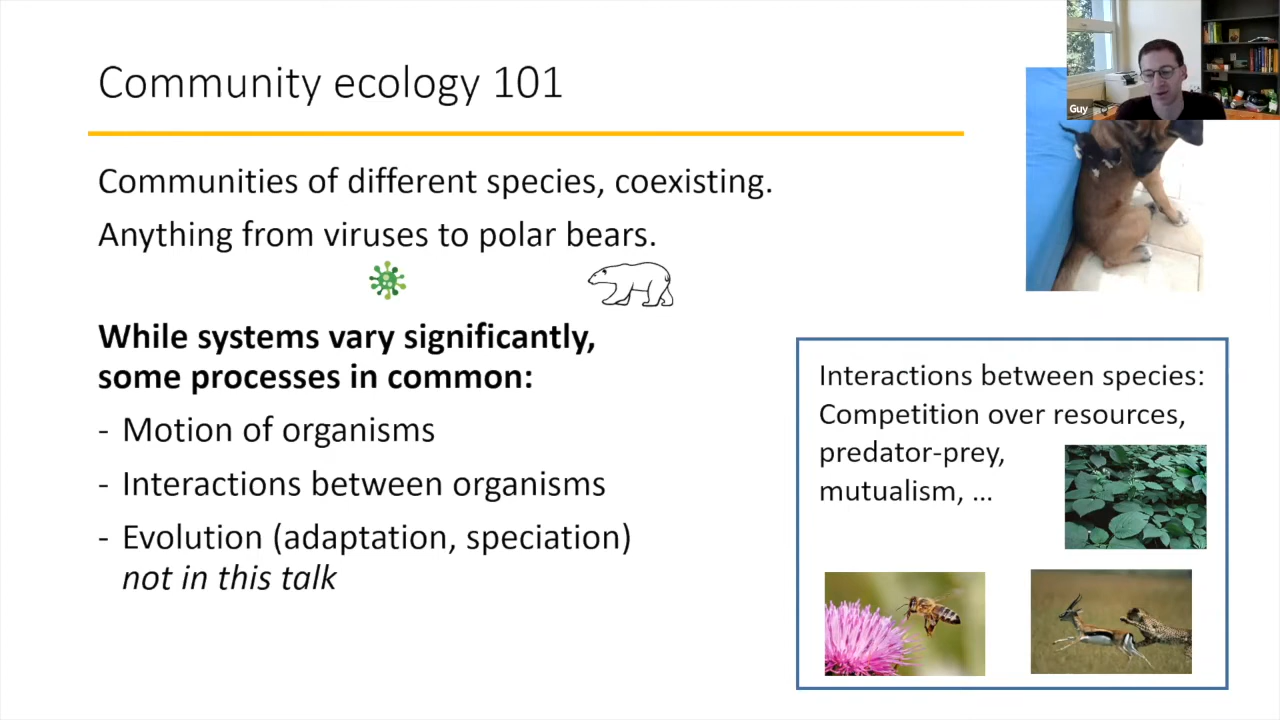 Community ecology 101
Guy
Communities of different species, coexisting.
Anything from viruses to polar bears.
While systems vary significantly,
some processes in common:
- Motion of organisms
- Interactions between organisms
- Evolution (adaptation, speciation)
not in this talk
Interactions between species:
Competition over resources,
predator-prey,
mutualism, ...